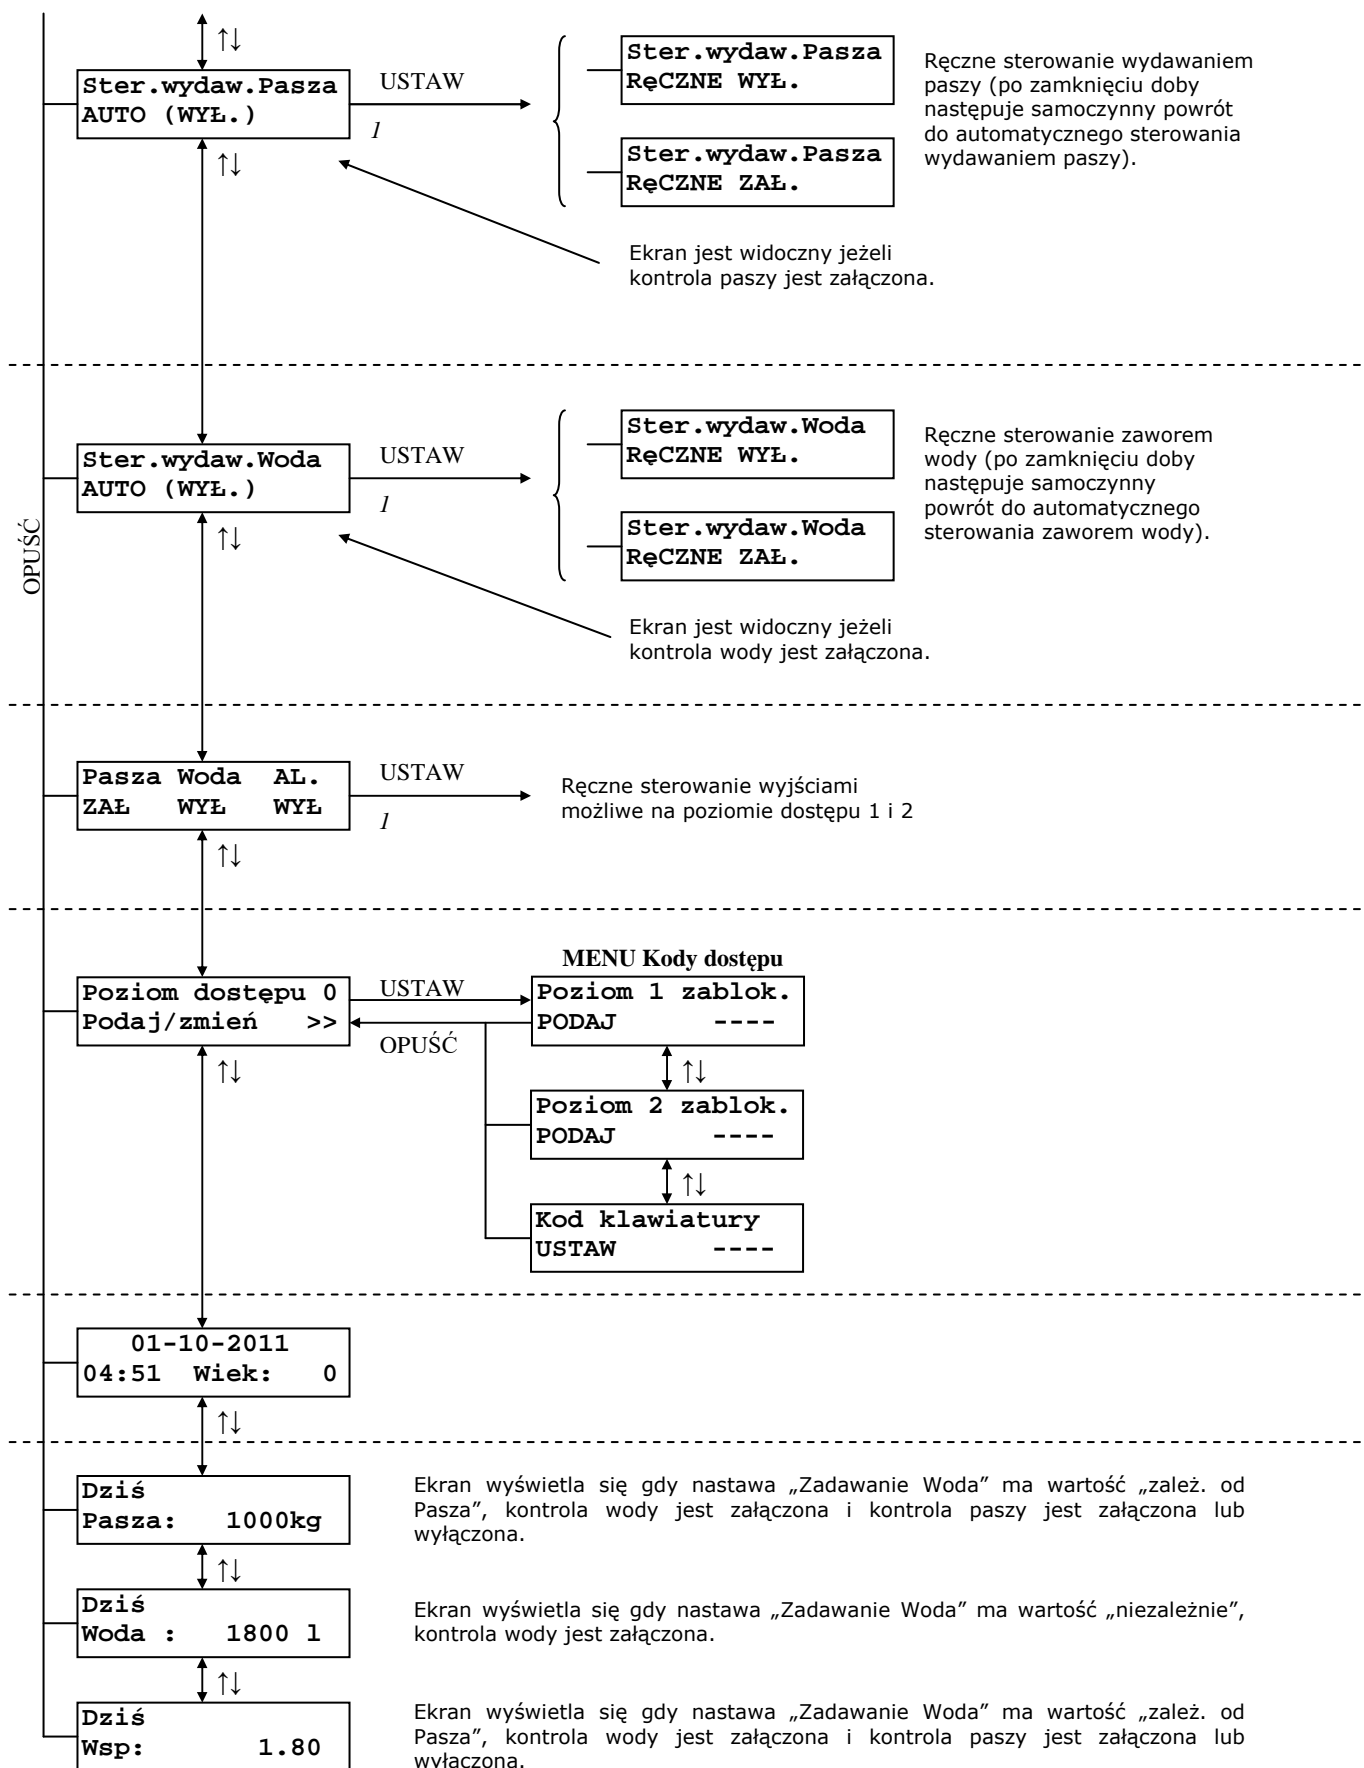 ↑↓
Ster.wydaw.Pasza
AUTO (WYŁ.)
USTAW
1
↑↓
Ster.wydaw.Pasza
RęCZNE WYŁ.
Ster.wydaw.Pasza
RęCZNE ZAŁ.
Ręczne sterowanie wydawaniem
paszy (po zamknięciu doby
następuje samoczynny powrót
do automatycznego sterowania
wydawaniem paszy).
Ekran jest widoczny jeżeli
kontrola paszy jest załączona.
OPUŚĆ
Ster.wydaw.Woda
AUTO (WYŁ.)
USTAW
1
↑↓
Ster.wydaw.Woda
RęCZNE WYŁ.
Ster.wydaw.Woda
RęCZNE ZAŁ.
Ręczne sterowanie zaworem
wody (po zamknięciu doby
następuje samoczynny
powrót do automatycznego
sterowania zaworem wody).
Ekran jest widoczny jeżeli
kontrola wody jest załączona.
Pasza Woda AL.
ZAŁ WYŁ WYŁ
USTAW
1
↑↓
Ręczne sterowanie wyjściami
możliwe na poziomie dostępu 1 i 2
MENU Kody dostępu
Poziom dostępu 0
Podaj/zmień >>
USTAW
OPUŚĆ
↑↓
Poziom 1 zablok.
PODAJ ----
↑↓
Poziom 2 zablok.
PODAJ ----
↑↓
Kod klawiatury
USTAW ----
01-10-2011
04:51 Wiek: 0
↑↓
Dziś
Pasza: 1000kg
Ekran wyświetla się gdy nastawa „Zadawanie Woda” ma wartość „zależ. od
Pasza”, kontrola wody jest załączona i kontrola paszy jest załączona lub
wyłączona.
↑↓
Dziś
Woda : 1800 l
Ekran wyświetla się gdy nastawa „Zadawanie Woda” ma wartość „niezależnie”,
kontrola wody jest załączona.
↑↓
Dziś
Wsp: 1.80
Ekran wyświetla się gdy nastawa „Zadawanie Woda” ma wartość „zależ. od
Pasza”, kontrola wody jest załączona i kontrola paszy jest załączona lub
wyłączona.